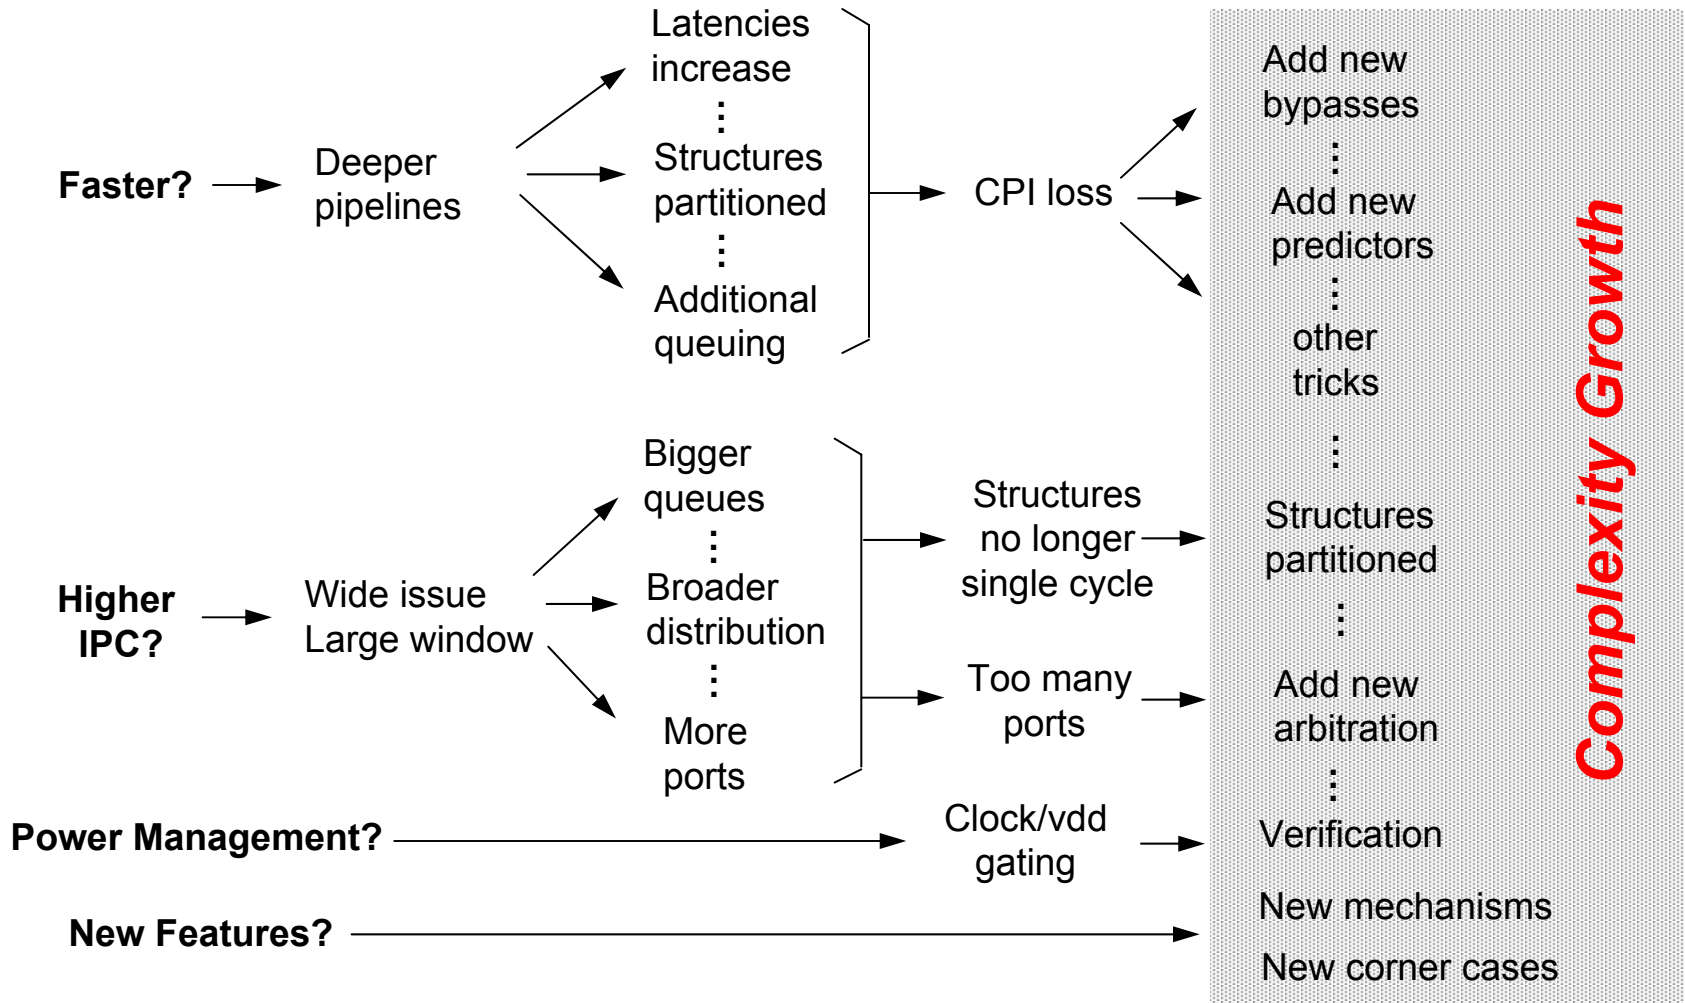 Faster?
Deeper
pipelines
Latencies
increase
Structures
partitioned
Additional
queuing
CPI loss
Add new
bypasses
Add new
predictors
other
tricks
Higher
IPC?
Wide issue
Large window
Bigger
queues
Broader
distribution
More
ports
Structures
no longer
single cycle
Too many
ports
Structures
partitioned
Add new
arbitration
Power Management?
Clock/vdd
gating
Verification
New Features?
New mechanisms
New corner cases
Complexity Growth